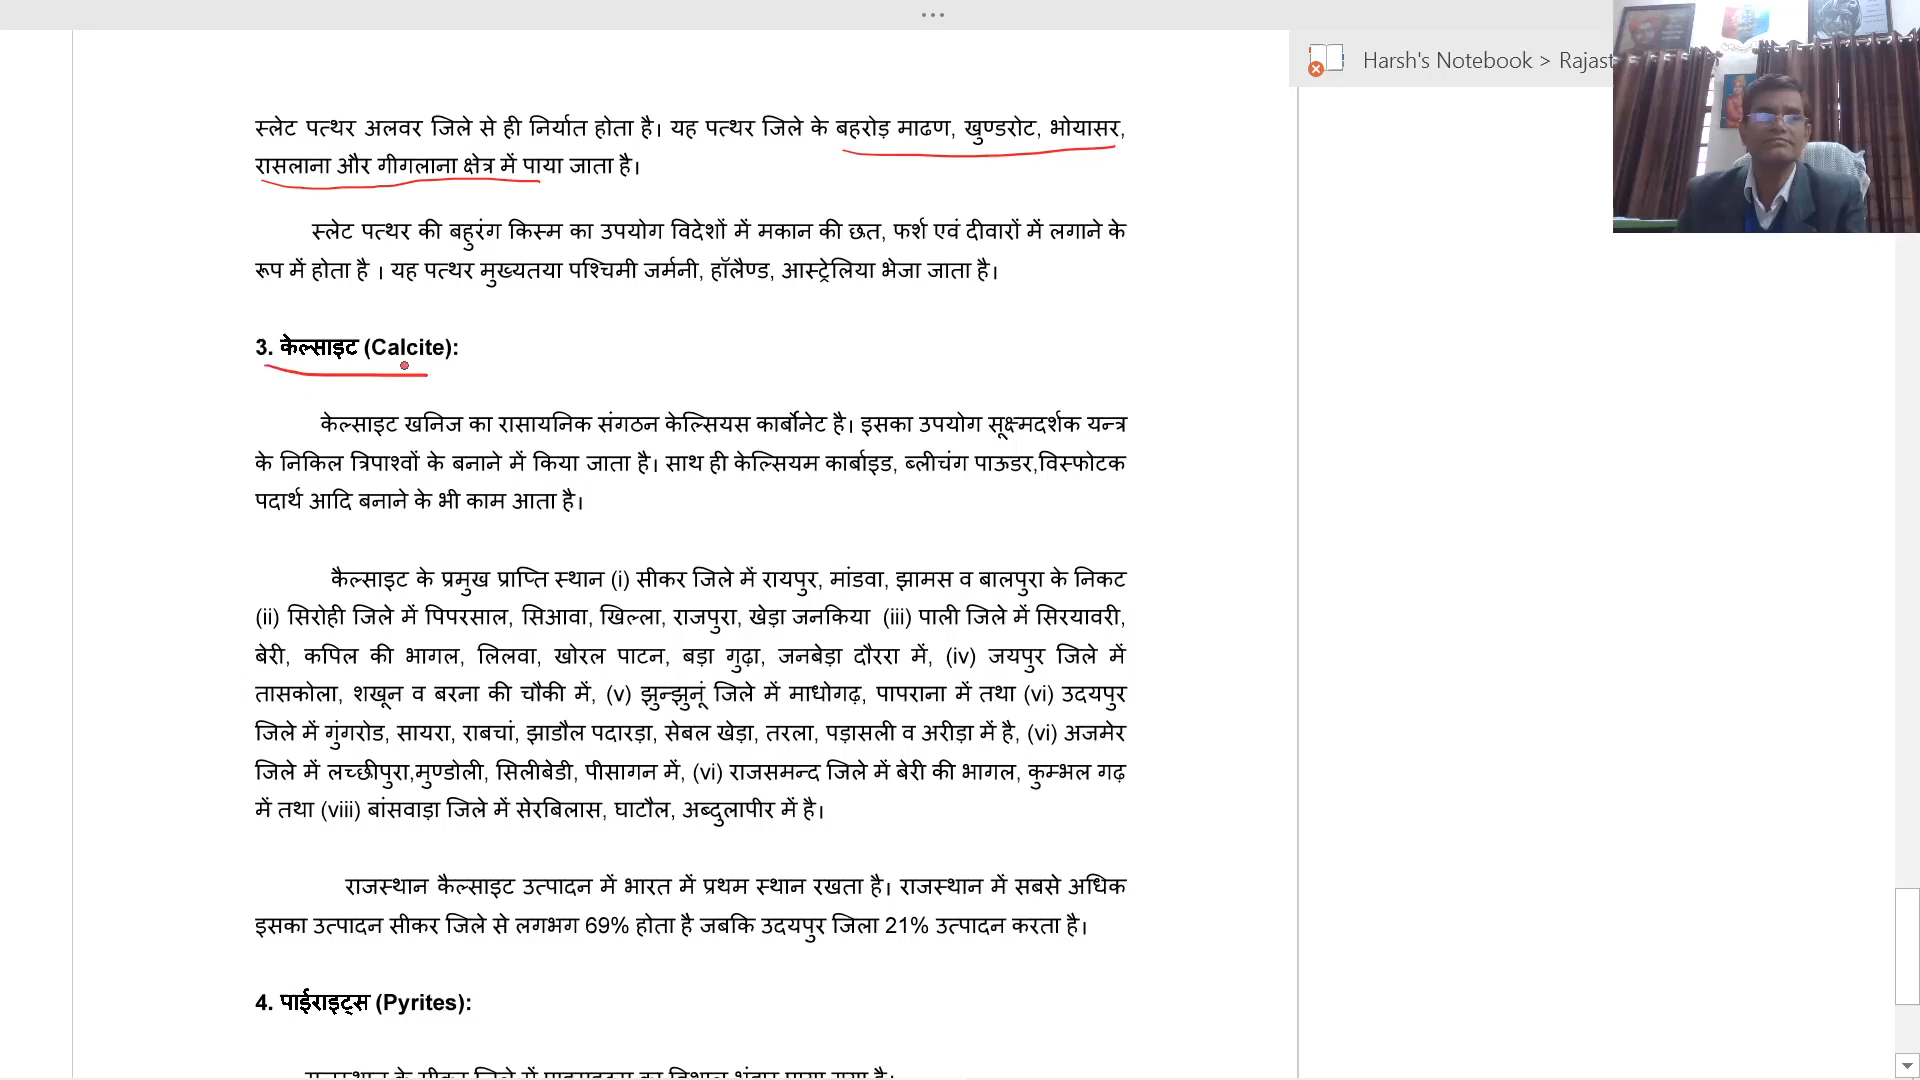 ...
Harsh's Notebook > Rajast
स्लेट पत्थर अलवर जिले से ही निर्यात होता है। यह पत्थर जिले के बहरोड़ माढण, खुण्डरोट, भोयासर,
रासलाना और गीगलाना क्षेत्र में पाया जाता है।
स्लेट पत्थर की बहुरंग किस्म का उपयोग विदेशों में मकान की छत, फर्श एवं दीवारों में लगाने के
रूप में होता है । यह पत्थर मुख्यतया पश्चिमी जर्मनी, हॉलैण्ड, आस्ट्रेलिया भेजा जाता है।
3. केल्साइट (Calcite):
केल्साइट खनिज का रासायनिक संगठन केल्सियस कार्बोनेट है। इसका उपयोग सूक्ष्मदर्शक यन्त्र
के निकिल त्रिपाश्वों के बनाने में किया जाता है। साथ ही केल्सियम कार्बाइड, ब्लीचंग पाऊडर,विस्फोटक
पदार्थ आदि बनाने के भी काम आता है।
कैल्साइट के प्रमुख प्राप्ति स्थान (i) सीकर जिले में रायपुर, मांडवा, झामस व बालपुरा के निकट
(ii) सिरोही जिले में पिपरसाल, सिआवा, खिल्ला, राजपुरा, खेड़ा जनकिया (iii) पाली जिले में सिरयावरी,
बेरी, कपिल की भागल, लिलवा, खोरल पाटन, बड़ा गुढ़ा, जनबेड़ा दौररा में, (iv) जयपुर जिले में
तासकोला, शखून व बरना की चौकी में, (v) झुन्झुनूं जिले में माधोगढ़, पापराना में तथा (vi) उदयपुर
जिले में गुंगरोड, सायरा, राबचां, झाडौल पदारड़ा, सेबल खेड़ा, तरला, पड़ासली व अरीड़ा में है, (vi) अजमेर
जिले में लच्छीपुरा,मुण्डोली, सिलीबेडी, पीसागन में, (vi) राजसमन्द जिले में बेरी की भागल, कुम्भल गढ़
में तथा (viii) बांसवाड़ा जिले में सेरबिलास, घाटौल, अब्दुलापीर में है।
राजस्थान कैल्साइट उत्पादन में भारत में प्रथम स्थान रखता है। राजस्थान में सबसे अधिक
इसका उत्पादन सीकर जिले से लगभग 69% होता है जबकि उदयपुर जिला 21% उत्पादन करता है।
4. पाईराइट्स (Pyrites):